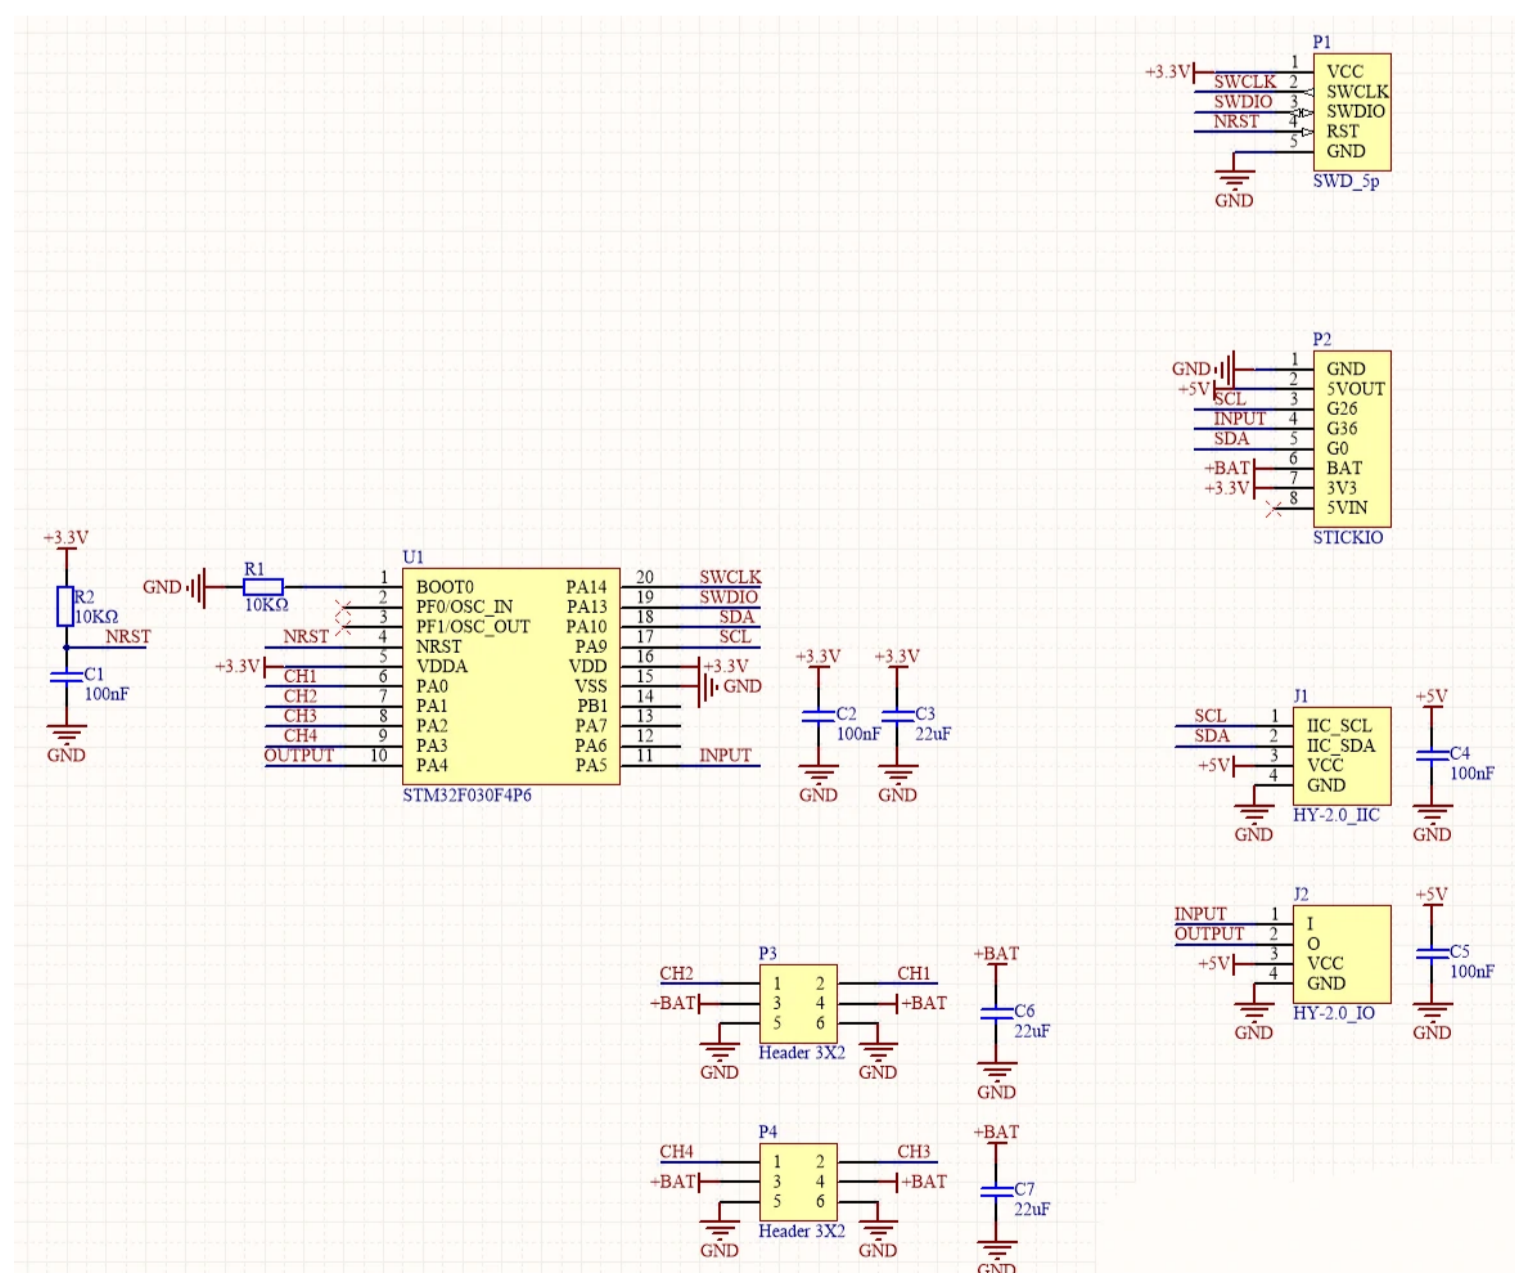 P1
+3.3V 1 VCC
SWCLK 2 SWCLK
SWDIO 3 SWDIO
NRST 4 RST
5 GND
GND
SWD_5p
P2
GND 1 GND
+5V 2 5VOUT
SCL 3 G26
INPUT 4 G36
SDA 5 G0
+BAT 6 BAT
+3.3V 7 3V3
8 5VIN
STICKIO
+3.3V
R2
10KΩ
NRST
C1
100nF
GND
GND
R1
10KΩ
U1
1 BOOT0 PA14 20 SWCLK
2 PF0/OSC_IN PA13 19 SWDIO
3 PF1/OSC_OUT PA10 18 SDA
NRST 4 NRST PA9 17 SCL
+3.3V 5 VDDA VDD 16 +3.3V
CH1 6 PA0 VSS 15 GND
CH2 7 PA1 PB1 14
CH3 8 PA2 PA7 13
CH4 9 PA3 PA6 12
OUTPUT 10 PA4 PA5 11 INPUT
STM32F030F4P6
+3.3V
C2
100nF
GND
+3.3V
C3
22uF
GND
J1
SCL 1 IIC_SCL
SDA 2 IIC_SDA
+5V 3 VCC
4 GND
GND
HY-2.0_IIC
+5V
C4
100nF
GND
J2
INPUT 1 I
OUTPUT 2 O
+5V 3 VCC
4 GND
GND
HY-2.0_IO
+5V
C5
100nF
GND
P3
CH2 1 2 CH1
+BAT 3 4 +BAT
5 6
Header 3X2
GND GND
+BAT
C6
22uF
GND
P4
CH4 1 2 CH3
+BAT 3 4 +BAT
5 6
Header 3X2
GND GND
+BAT
C7
22uF
GND